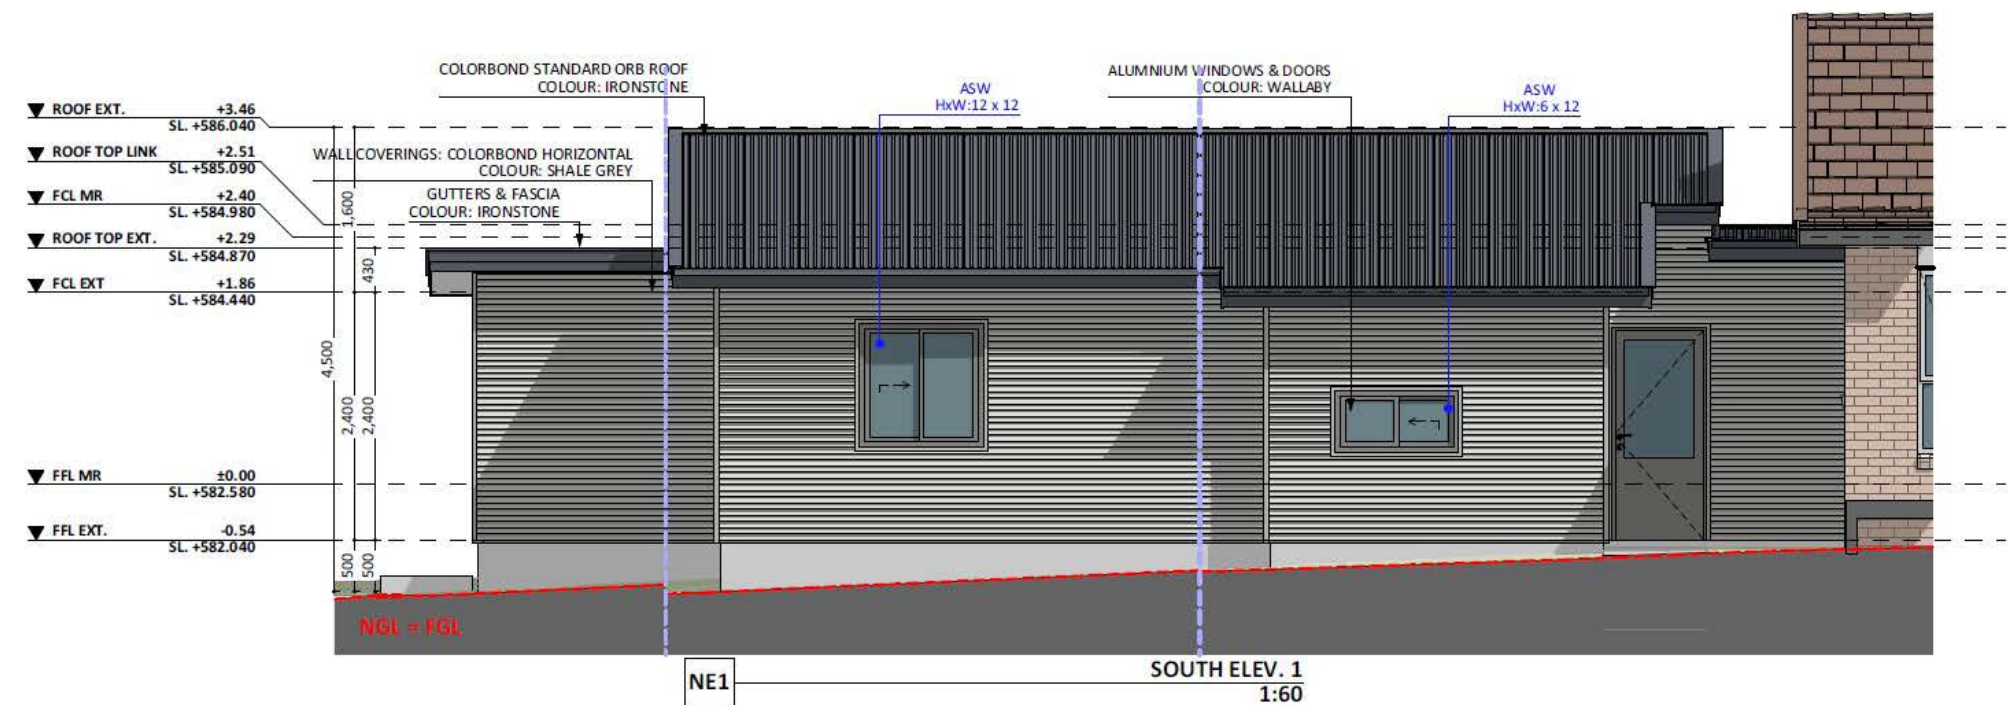 COLORBOND STANDARD ORB ROOF
COLOUR: IRONSTONE
ASW
HxW:12 x 12
ALUMNIUM WINDOWS & DOORS
COLOUR: WALLABY
ASW
HxW:6 x 12
ROOF EXT. +3.46
SL. +586.040
ROOF TOP LINK +2.51
SL. +585.090
FCL MR +2.40
SL. +584.980
ROOF TOP EXT. +2.29
SL. +584.870
FCL EXT +1.86
SL. +584.440
FFL MR ±0.00
SL. +582.580
FFL EXT. -0.54
SL. +582.040
WALL COVERINGS: COLORBOND HORIZONTAL
COLOUR: SHALE GREY
GUTTERS & FASCIA
COLOUR: IRONSTONE
4,500
1,600
2,400
500
430
2,400
500
NGL = FGL
NE1
SOUTH ELEV. 1
1:60